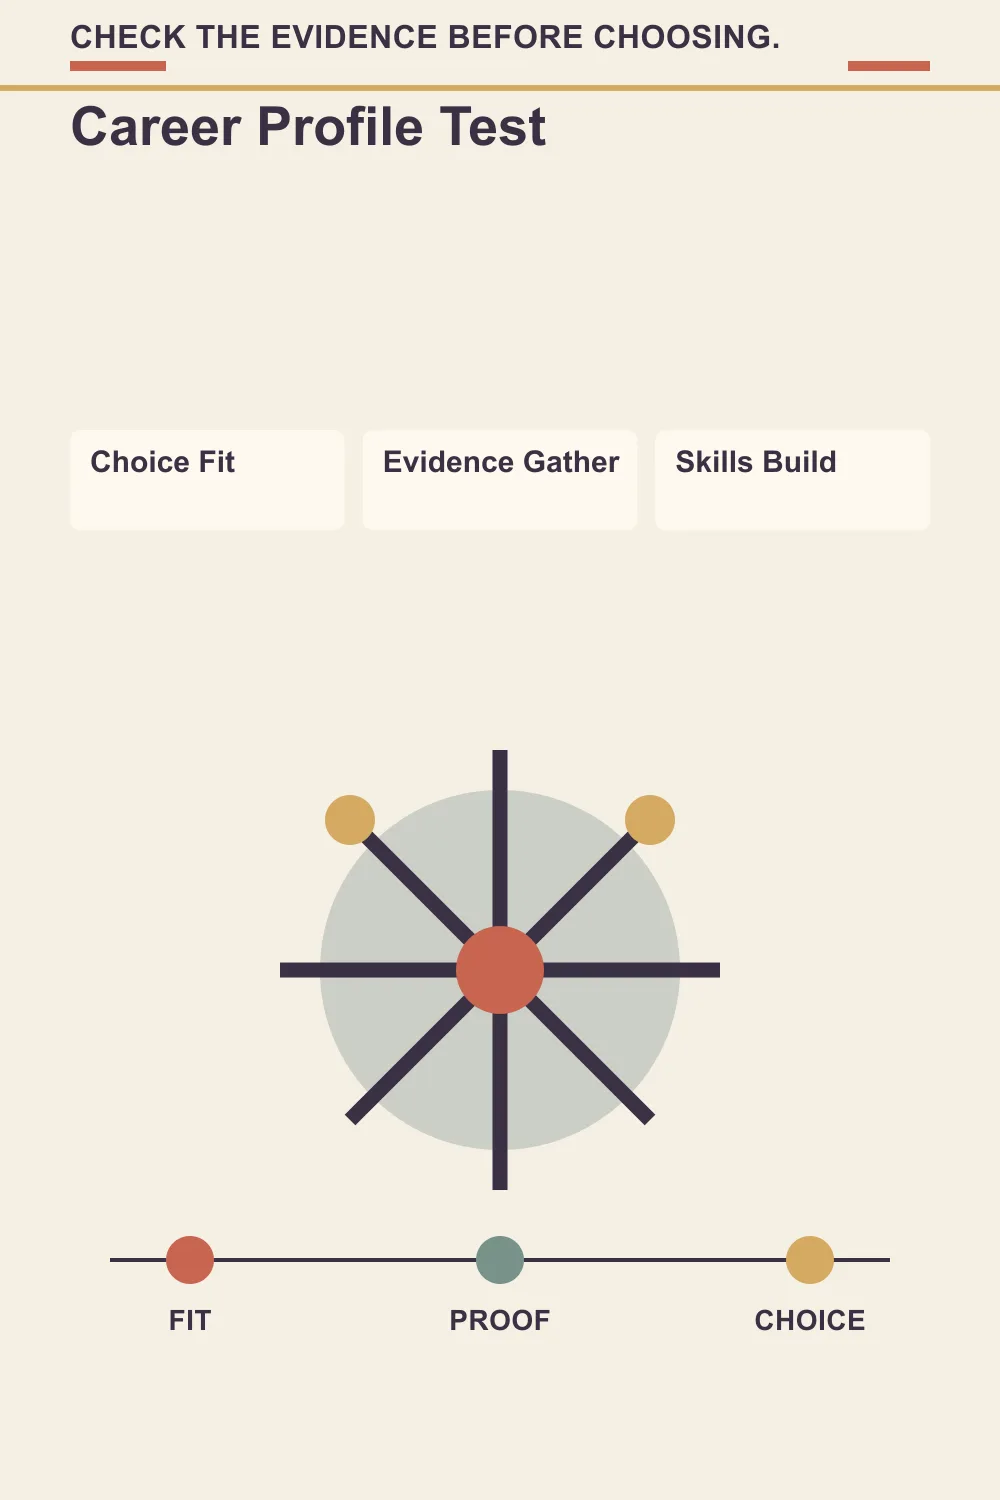 CHECK THE EVIDENCE BEFORE CHOOSING.
Career Profile Test
Choice Fit
Evidence Gather
Skills Build
FIT
PROOF
CHOICE